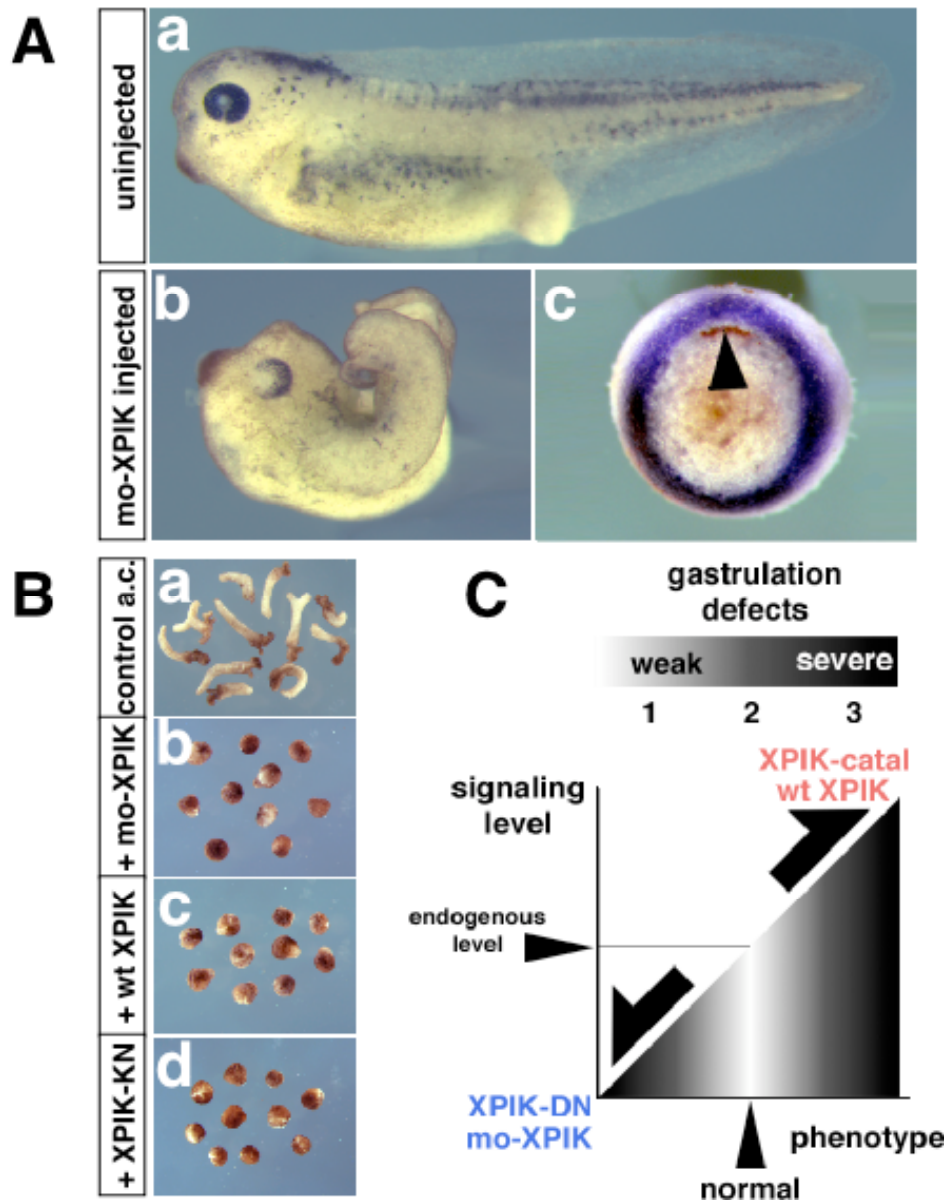 A
uninjected
a
mo-XPIK injected
b
c
B
control a.c.
a
+ mo-XPIK
b
+ wt XPIK
c
+ XPIK-KN
d
C
gastrulation
defects
weak
severe
1
2
3
signaling
level
XPIK-catal
wt XPIK
endogenous
level
XPIK-DN
mo-XPIK
phenotype
normal